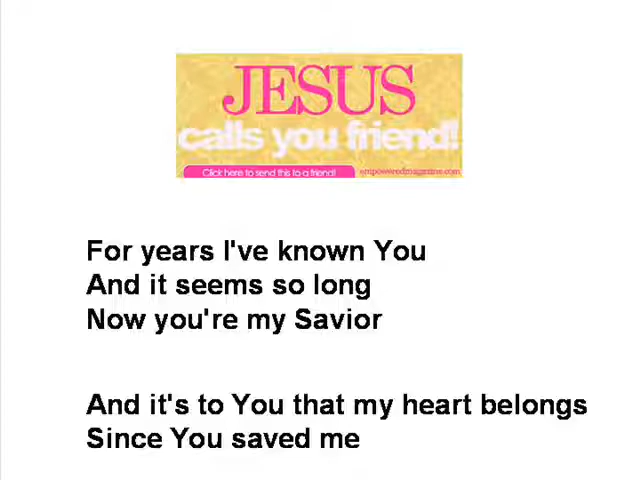 JESUS
calls you friend!
Click here to send this to a friend!
empoweredmagazine.com
For years I've known You
And it seems so long
Now you're my Savior
And it's to You that my heart belongs
Since You saved me